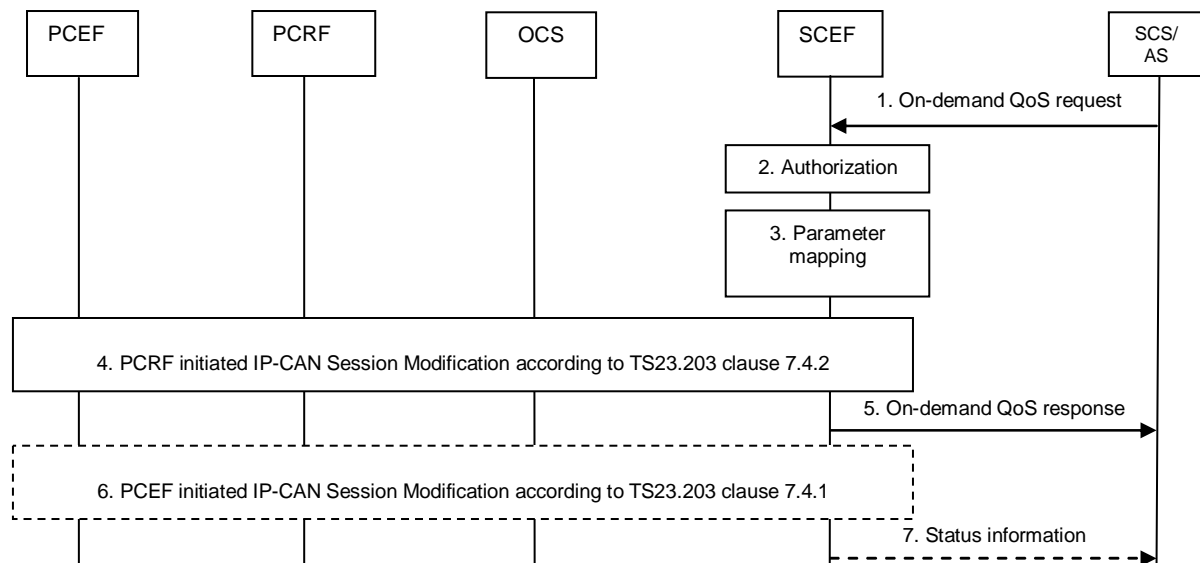 PCEF
PCRF
OCS
SCEF
SCS/
AS
1. On-demand QoS request
2. Authorization
3. Parameter
mapping
4. PCRF initiated IP-CAN Session Modification according to TS23.203 clause 7.4.2
5. On-demand QoS response
6. PCEF initiated IP-CAN Session Modification according to TS23.203 clause 7.4.1
7. Status information